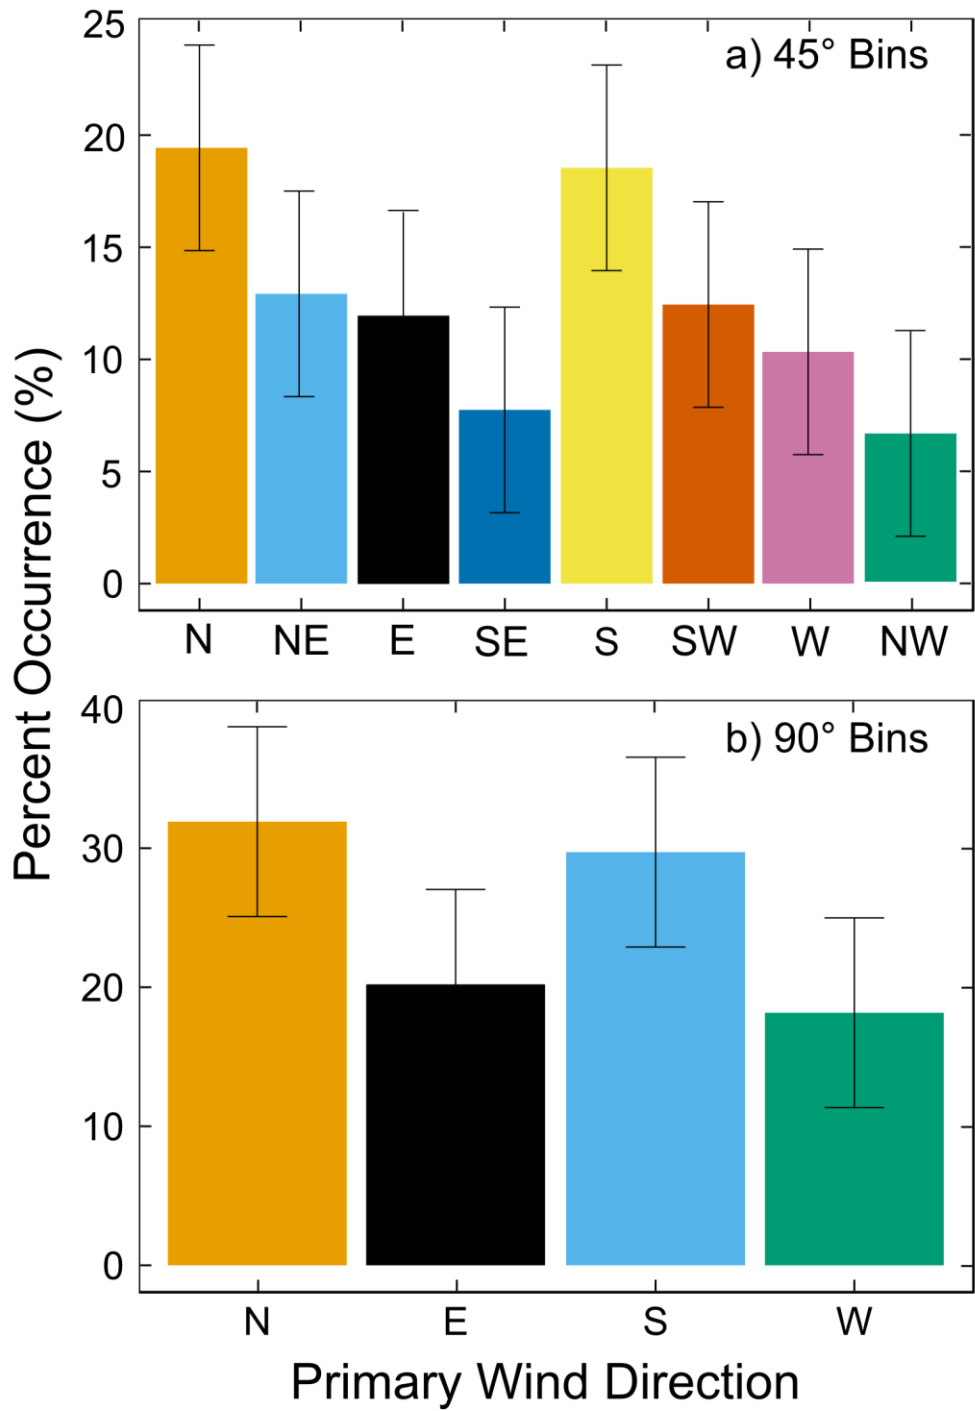 Percent Occurrence (%)
a) 45° Bins
25
20
15
10
5
0
N NE E SE S SW W NW
b) 90° Bins
40
30
20
10
0
N E S W
Primary Wind Direction